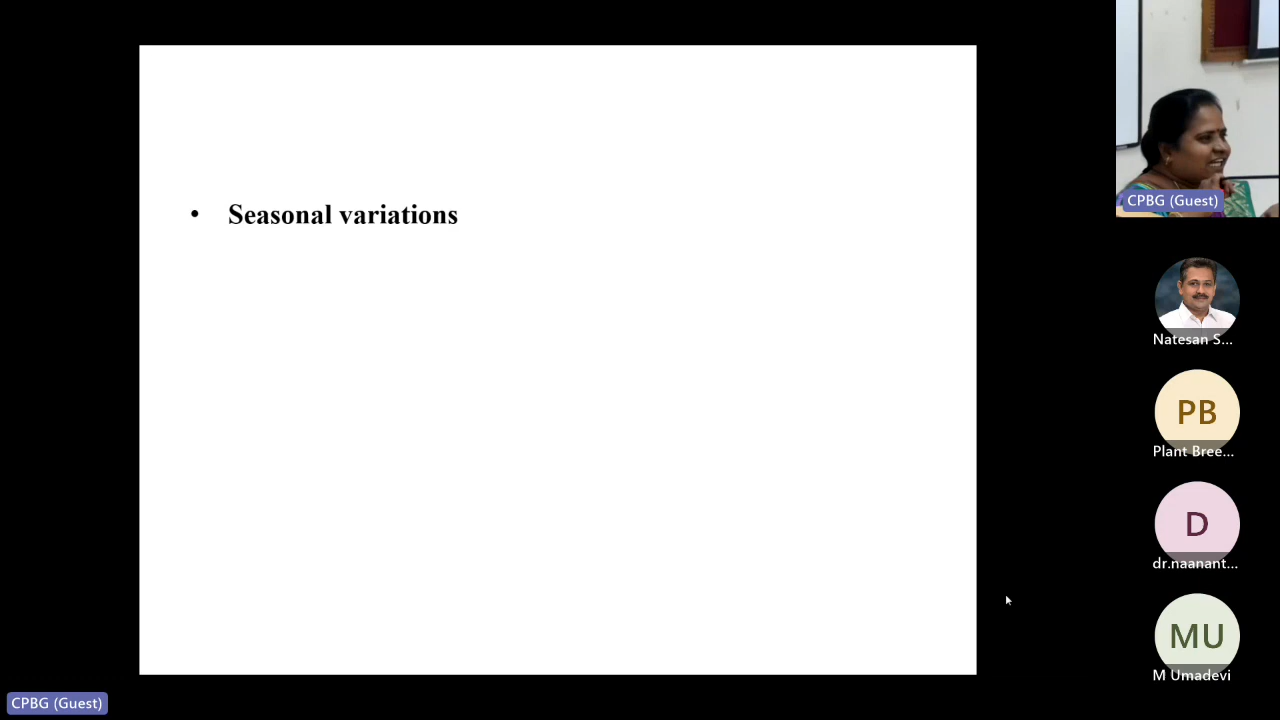 • Seasonal variations
CPBG (Guest)
Natesan S...
PB
Plant Bree...
D
dr.naanant...
MU
M Umadevi
CPBG (Guest)